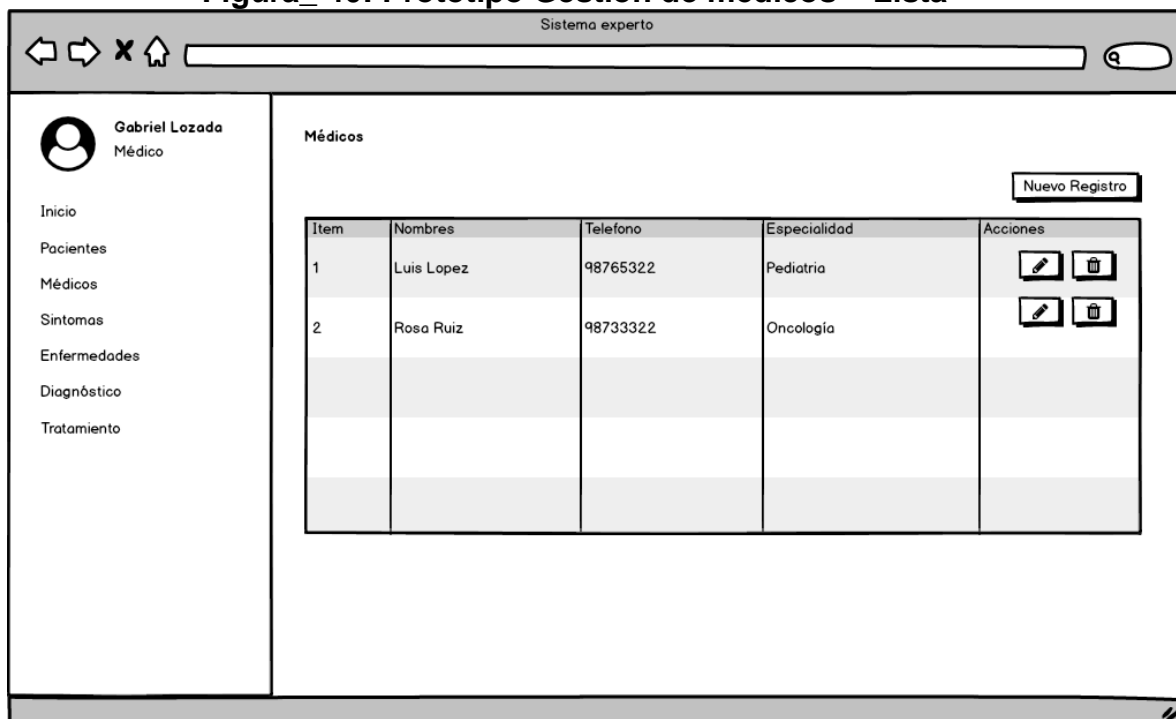 Sistema experto
Gabriel Lozada
Médico
Inicio
Pacientes
Médicos
Sintomas
Enfermedades
Diagnóstico
Tratamiento
Médicos
Nuevo Registro
Item Nombres Telefono Especialidad Acciones
1 Luis Lopez 98765322 Pediatria
2 Rosa Ruiz 98733322 Oncología